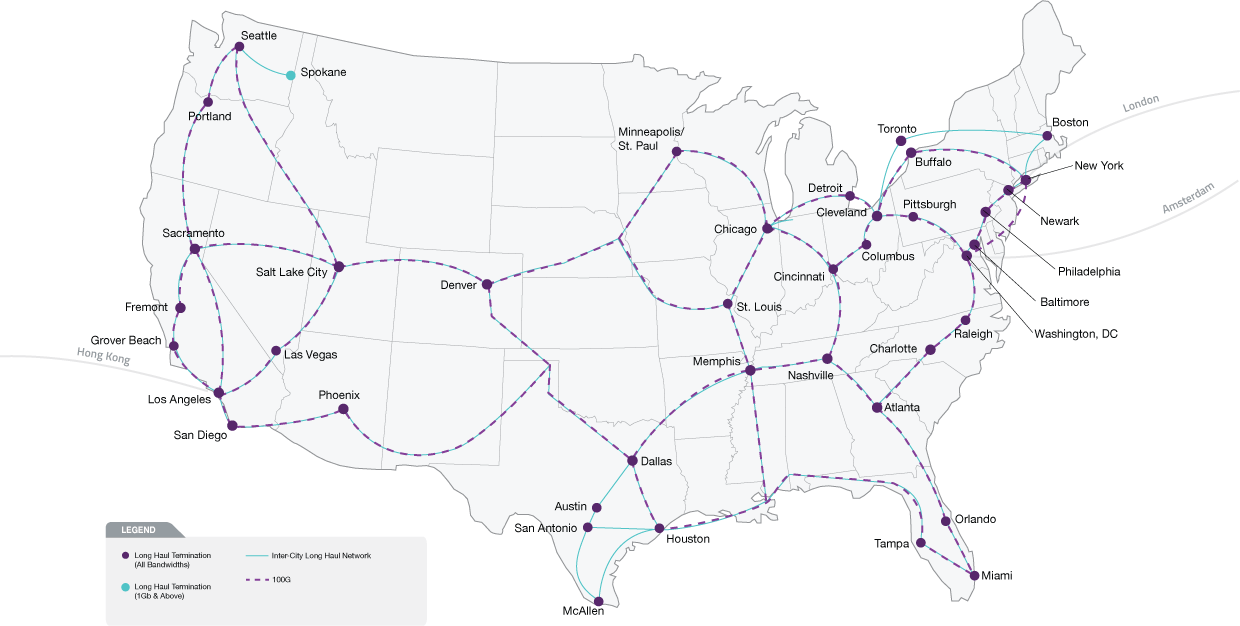 Seattle
Spokane
Portland
Minneapolis/
St. Paul
Toronto
Buffalo
Boston
London
New York
Amsterdam
Detroit
Cleveland
Pittsburgh
Newark
Sacramento
Chicago
Columbus
Salt Lake City
Denver
Cincinnati
Philadelphia
Fremont
St. Louis
Baltimore
Grover Beach
Hong Kong
Las Vegas
Memphis
Nashville
Charlotte
Raleigh
Washington, DC
Los Angeles
Phoenix
Atlanta
San Diego
Dallas
Austin
San Antonio
Houston
Orlando
Tampa
Miami
McAllen
LEGEND
Long Haul Termination
(All Bandwidths)
Inter-City Long Haul Network
Long Haul Termination
(1Gb & Above)
100G